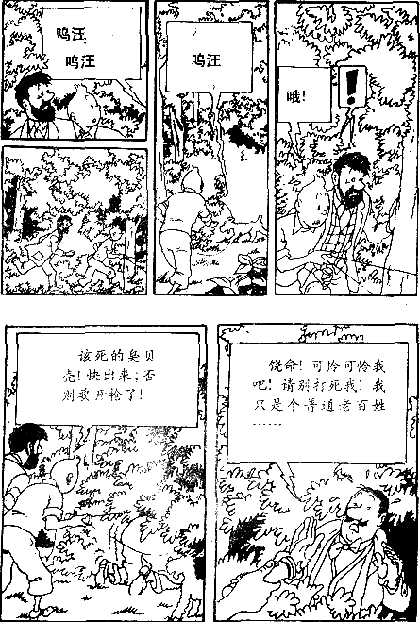 呜汪
呜汪
呜汪
哦!
!
该死的臭贝
壳!快出来;否
则我开枪了!
饶命!可怜可怜我
吧!请别打死我!我
只是个普通老百姓
……